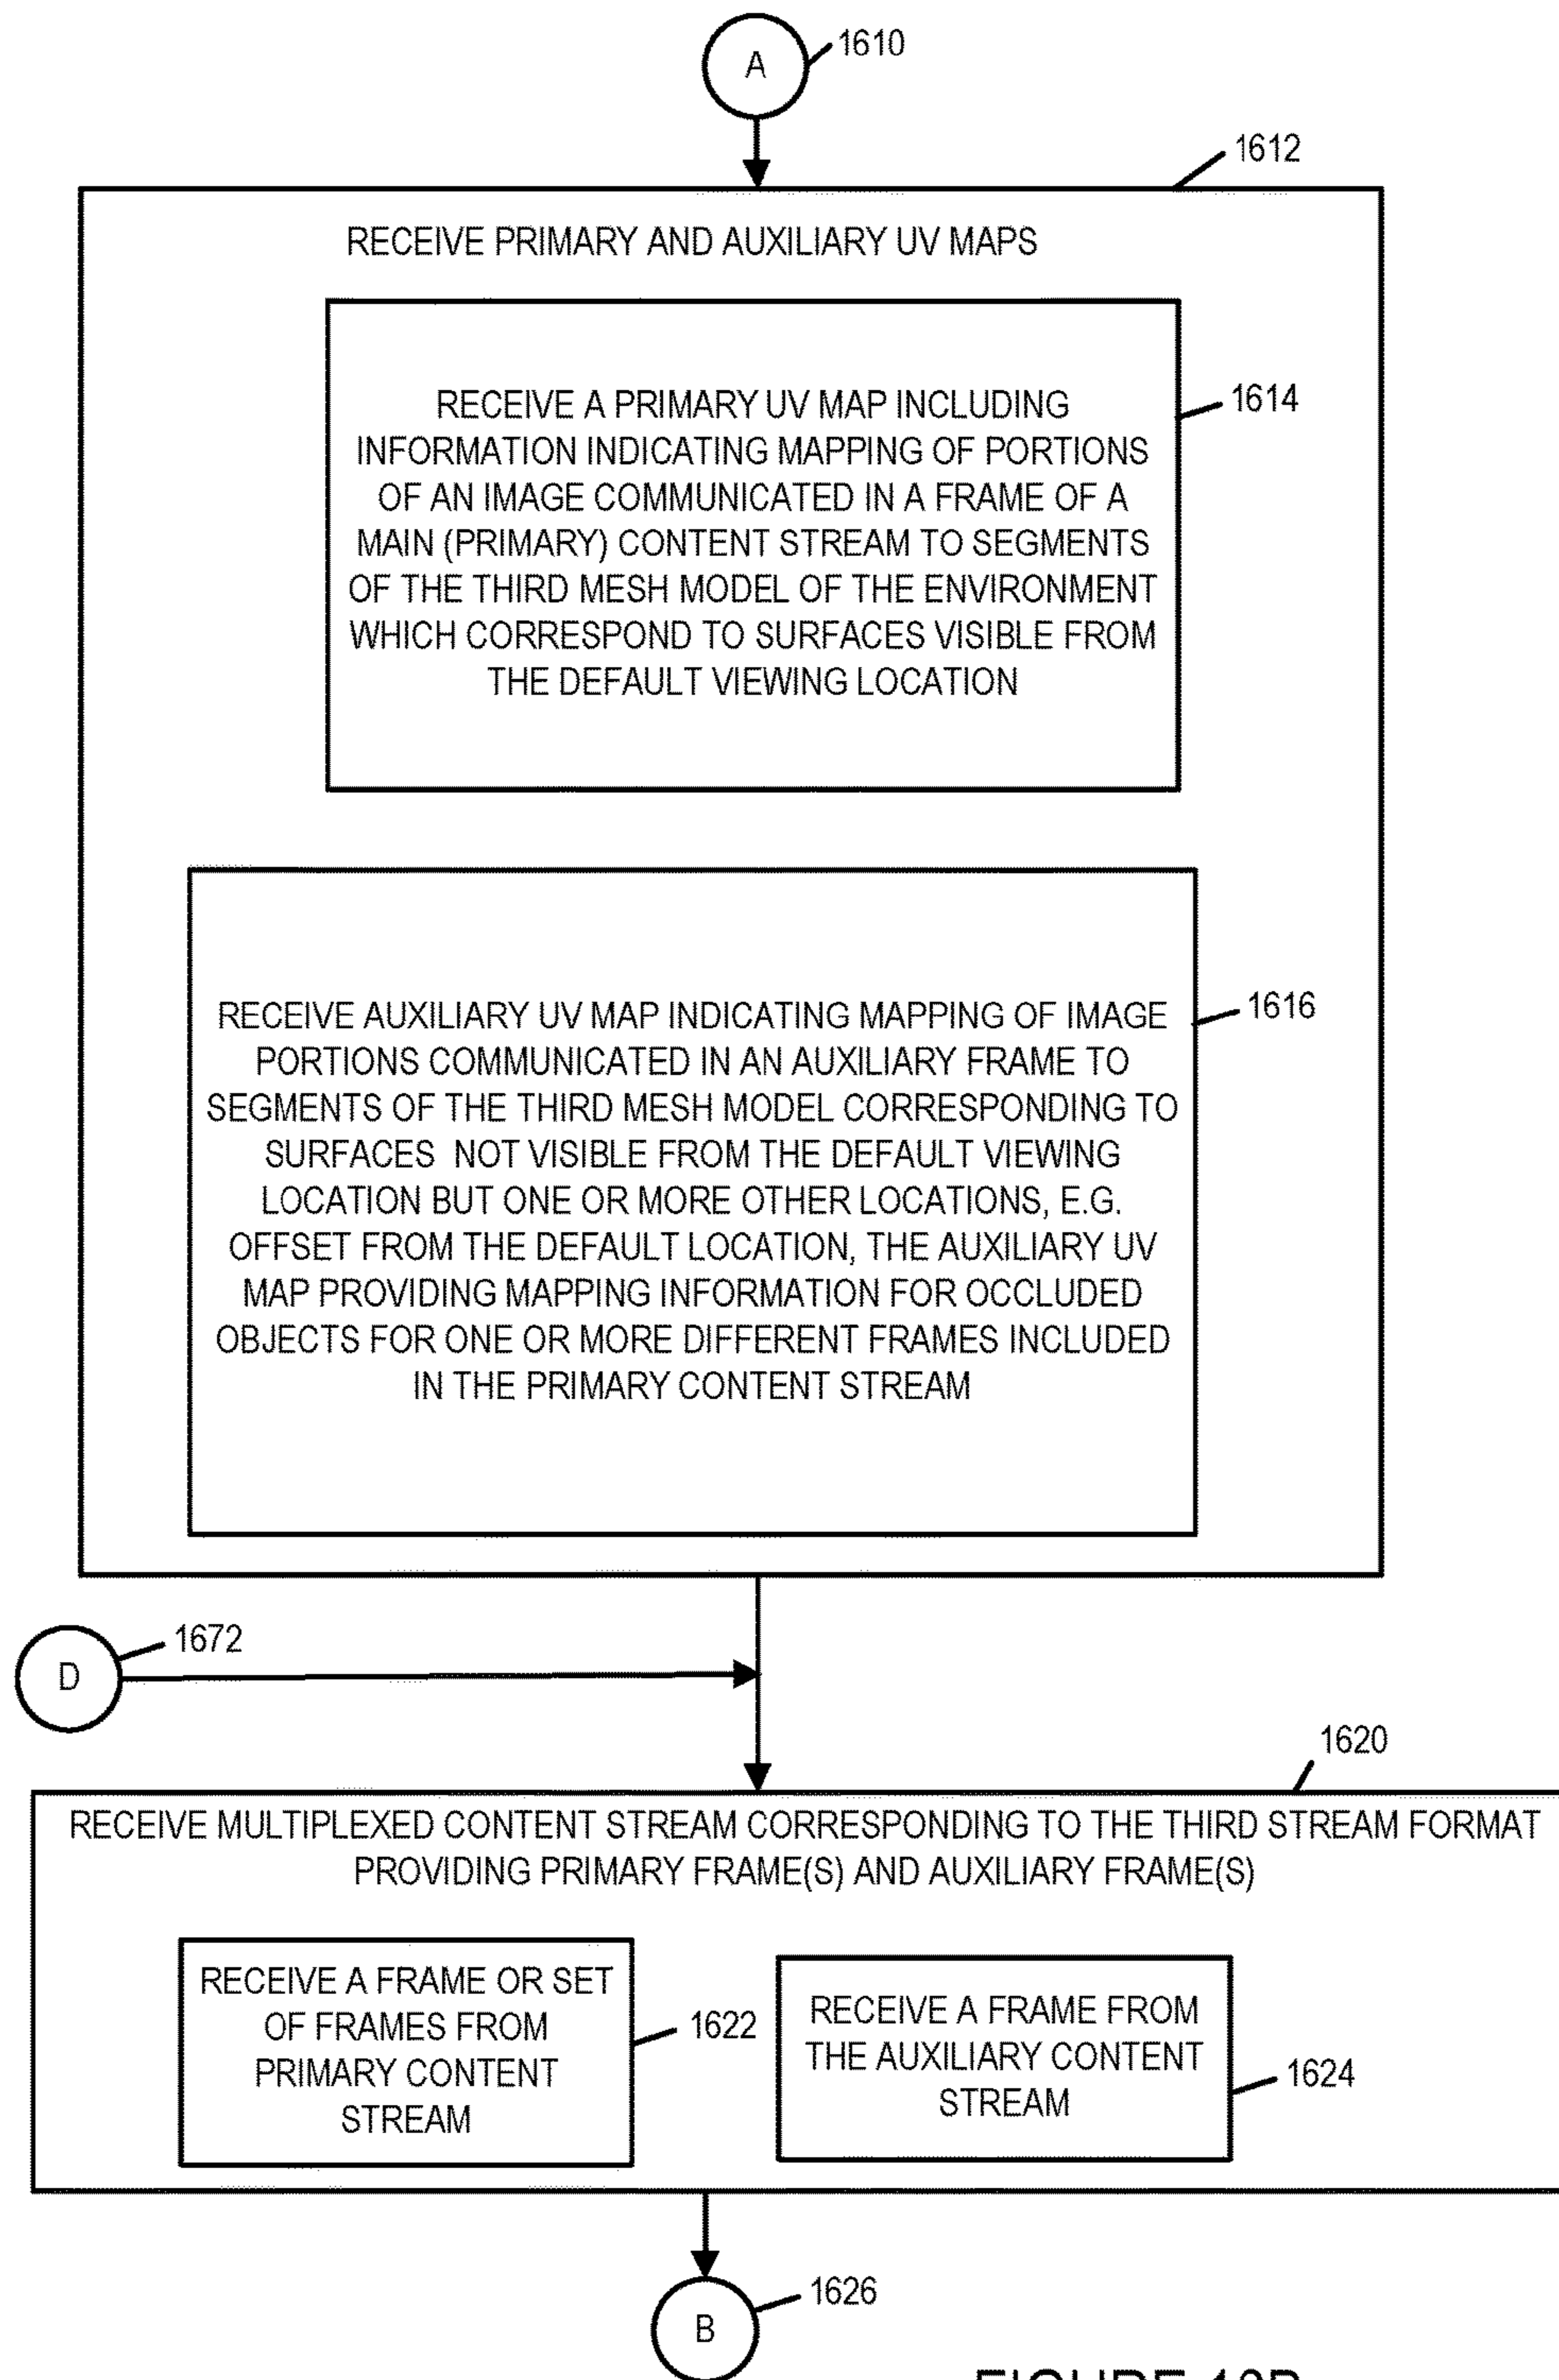 A
1610
1612
RECEIVE PRIMARY AND AUXILIARY UV MAPS
RECEIVE A PRIMARY UV MAP INCLUDING
INFORMATION INDICATING MAPPING OF PORTIONS
OF AN IMAGE COMMUNICATED IN A FRAME OF A
MAIN (PRIMARY) CONTENT STREAM TO SEGMENTS
OF THE THIRD MESH MODEL OF THE ENVIRONMENT
WHICH CORRESPOND TO SURFACES VISIBLE FROM
THE DEFAULT VIEWING LOCATION
1614
RECEIVE AUXILIARY UV MAP INDICATING MAPPING OF IMAGE
PORTIONS COMMUNICATED IN AN AUXILIARY FRAME TO
SEGMENTS OF THE THIRD MESH MODEL CORRESPONDING TO
SURFACES NOT VISIBLE FROM THE DEFAULT VIEWING
LOCATION BUT ONE OR MORE OTHER LOCATIONS, E.G.
OFFSET FROM THE DEFAULT LOCATION, THE AUXILIARY UV
MAP PROVIDING MAPPING INFORMATION FOR OCCLUDED
OBJECTS FOR ONE OR MORE DIFFERENT FRAMES INCLUDED
IN THE PRIMARY CONTENT STREAM
1616
D
1672
1620
RECEIVE MULTIPLEXED CONTENT STREAM CORRESPONDING TO THE THIRD STREAM FORMAT
PROVIDING PRIMARY FRAME(S) AND AUXILIARY FRAME(S)
RECEIVE A FRAME OR SET
OF FRAMES FROM
PRIMARY CONTENT
STREAM
1622
RECEIVE A FRAME FROM
THE AUXILIARY CONTENT
STREAM
1624
B
1626